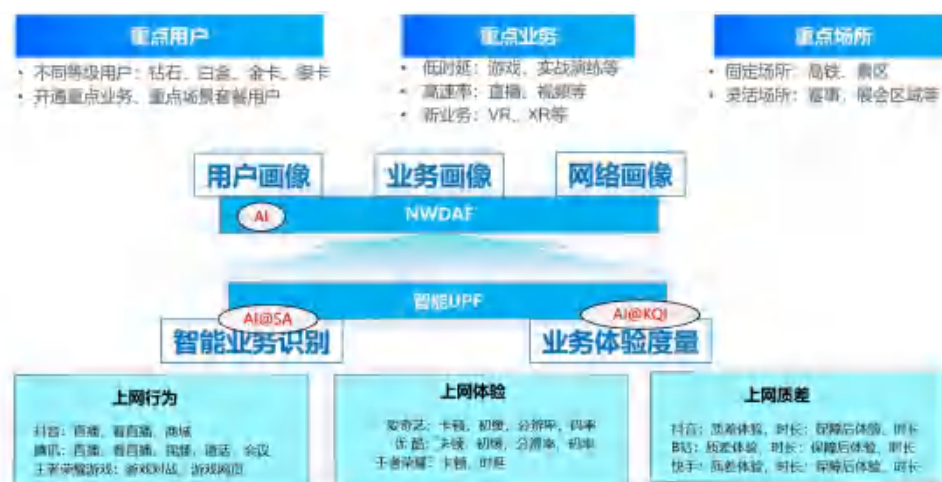 重点用户
• 不同等级用户：钻石、白金、金卡、银卡
• 开通重点业务、重点场景套餐用户
重点业务
• 低时延：游戏、实战演练等
• 高速率：直播、视频等
• 新业务：VR、XR等
重点场所
• 固定场所：高铁、景区
• 灵活场所：赛事、展会区域等
用户画像
业务画像
网络画像
AI
NWDAF
智能UPF
AI@SA
AI@KQI
智能业务识别
业务体验度量
上网行为
抖音：直播、看直播、商城
腾讯：直播、看直播、视频、通话、会议
王者荣耀游戏：游戏对战、游戏网页
上网体验
爱奇艺：卡顿、初缓、分辨率、码率
优酷：卡顿、初缓、分辨率、码率
王者荣耀：卡顿、时延
上网质差
抖音：质差体验、时长；保障后体验、时长
B站：质差体验、时长；保障后体验、时长
快手：质差体验、时长；保障后体验、时长